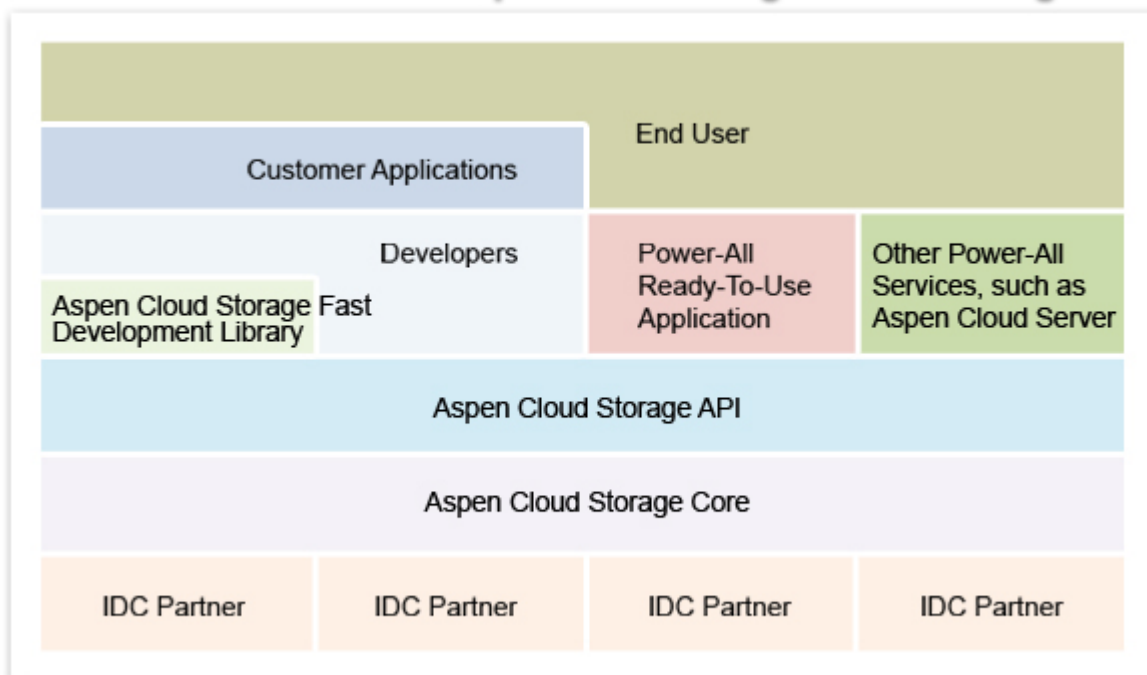 End User
Customer Applications
Developers
Power-All
Ready-To-Use
Application
Other Power-All
Services, such as
Aspen Cloud Server
Aspen Cloud Storage Fast
Development Library
Aspen Cloud Storage API
Aspen Cloud Storage Core
IDC Partner
IDC Partner
IDC Partner
IDC Partner